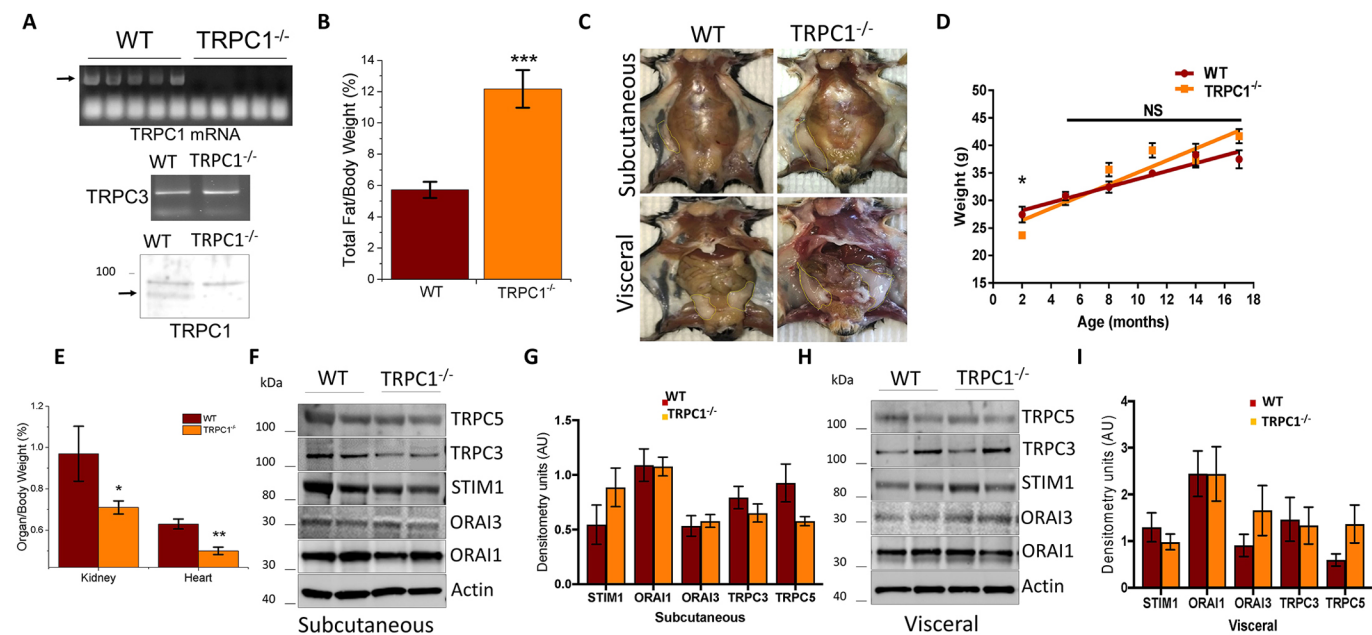 A
WT TRPC1-/-
TRPC1 mRNA
WT TRPC1-/-
TRPC3
WT TRPC1-/-
100
TRPC1
B
Total Fat/Body Weight (%)
14
12
10
8
6
4
2
0
***
WT TRPC1-/-
C
WT TRPC1-/-
Subcutaneous
Visceral
D
WT
TRPC1-/-
Weight (g)
50
45
40
35
30
25
20
15
NS
*
0 2 4 6 8 10 12 14 16 18
Age (months)
E
Organ/Body Weight (%)
1.2
1.0
0.8
0.6
WT
TRPC1-/-
*
**
Kidney Heart
F
kDa
WT TRPC1-/-
100 TRPC5
100 TRPC3
80 STIM1
30 ORAI3
30 ORAI1
40 Actin
Subcutaneous
G
WT
TRPC1-/-
Densitometry units (AU)
1.5
1.0
0.5
0.0
STIM1 ORAI1 ORAI3 TRPC3 TRPC5
Subcutaneous
H
kDa
WT TRPC1-/-
100 TRPC5
100 TRPC3
80 STIM1
30 ORAI3
30 ORAI1
40 Actin
Visceral
I
WT
TRPC1-/-
Densitometry units (AU)
4
3
2
1
0
STIM1 ORAI1 ORAI3 TRPC3 TRPC5
Visceral